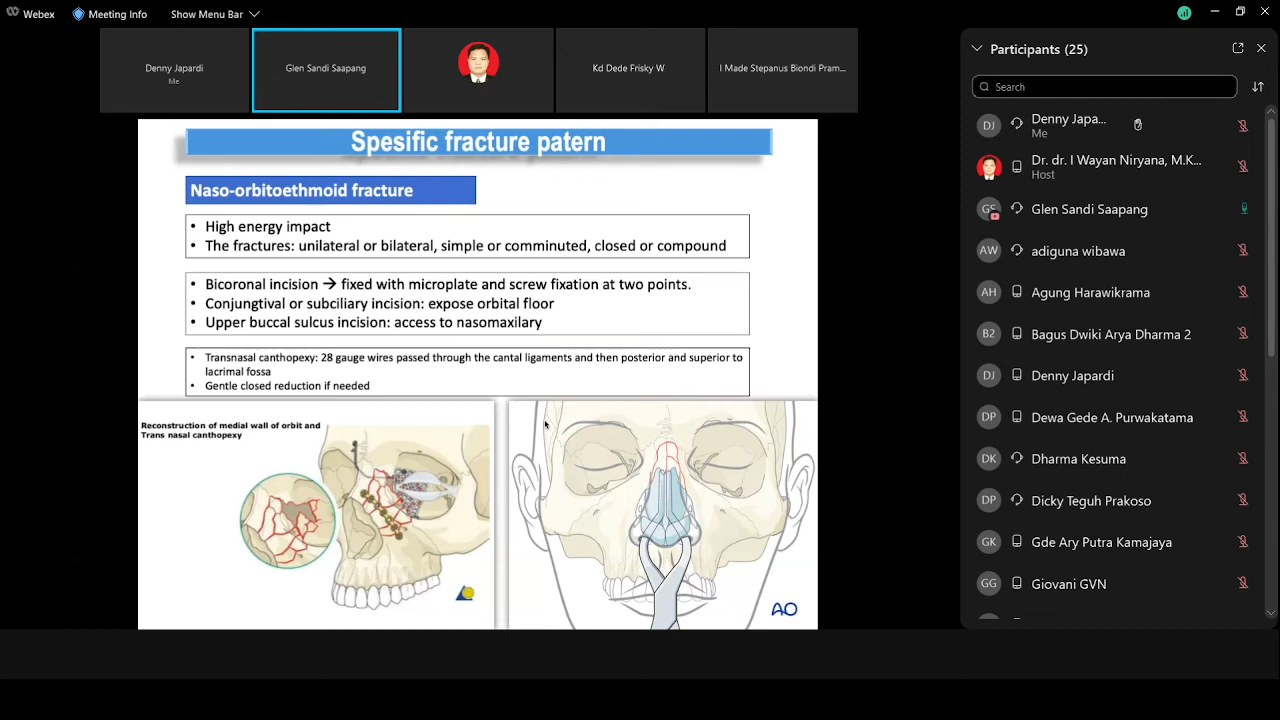 Webex
Meeting Info
Show Menu Bar
Denny Japardi
Me
Glen Sandi Saapang
Kd Dede Frisky W
I Made Stepanus Biondi Pram...
Spesific fracture patern
Naso-orbitoethmoid fracture
• High energy impact
• The fractures: unilateral or bilateral, simple or comminuted, closed or compound
• Bicoronal incision → fixed with microplate and screw fixation at two points.
• Conjungtival or subciliary incision: expose orbital floor
• Upper buccal sulcus incision: access to nasomaxilary
• Transnasal canthopexy: 28 gauge wires passed through the cantal ligaments and then posterior and superior to
lacrimal fossa
• Gentle closed reduction if needed
Reconstruction of medial wall of orbit and
Trans nasal canthopexy
AO
Participants (25)
Search
DJ
Denny Japa...
Me
Dr. dr. I Wayan Niryana, M.K...
Host
GS
Glen Sandi Saapang
AW
adiguna wibawa
AH
Agung Harawikrama
B2
Bagus Dwiki Arya Dharma 2
DJ
Denny Japardi
DP
Dewa Gede A. Purwakatama
DK
Dharma Kesuma
DP
Dicky Teguh Prakoso
GK
Gde Ary Putra Kamajaya
GG
Giovani GVN